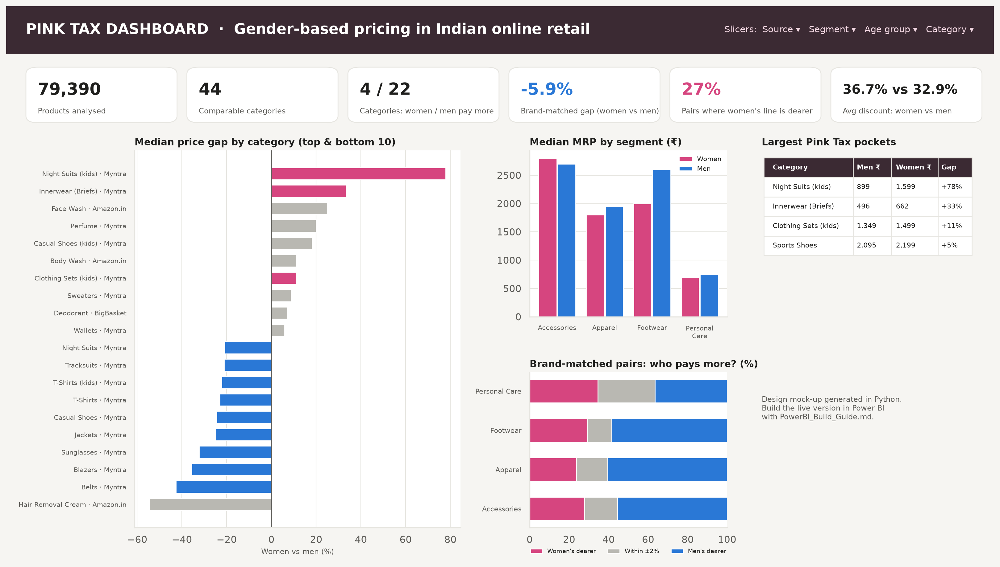 PINK TAX DASHBOARD · Gender-based pricing in Indian online retail
Slicers: Source ▾ Segment ▾ Age group ▾ Category ▾
79,390
Products analysed
44
Comparable categories
4 / 22
Categories: women / men pay more
-5.9%
Brand-matched gap (women vs men)
27%
Pairs where women's line is dearer
36.7% vs 32.9%
Avg discount: women vs men
Median price gap by category (top & bottom 10)
Night Suits (kids) · Myntra
Innerwear (Briefs) · Myntra
Face Wash · Amazon.in
Perfume · Myntra
Casual Shoes (kids) · Myntra
Body Wash · Amazon.in
Clothing Sets (kids) · Myntra
Sweaters · Myntra
Deodorant · BigBasket
Wallets · Myntra
Night Suits · Myntra
Tracksuits · Myntra
T-Shirts (kids) · Myntra
T-Shirts · Myntra
Casual Shoes · Myntra
Jackets · Myntra
Sunglasses · Myntra
Blazers · Myntra
Belts · Myntra
Hair Removal Cream · Amazon.in
−60 −40 −20 0 20 40 60 80
Women vs men (%)
Median MRP by segment (₹)
Women
Men
2500
2000
1500
1000
500
0
Accessories Apparel Footwear Personal
Care
Largest Pink Tax pockets
Category Men ₹ Women ₹ Gap
Night Suits (kids) 899 1,599 +78%
Innerwear (Briefs) 496 662 +33%
Clothing Sets (kids) 1,349 1,499 +11%
Sports Shoes 2,095 2,199 +5%
Brand-matched pairs: who pays more? (%)
Personal Care
Footwear
Apparel
Accessories
0 20 40 60 80 100
Women's dearer Within ±2% Men's dearer
Design mock-up generated in Python.
Build the live version in Power BI
with PowerBI_Build_Guide.md.